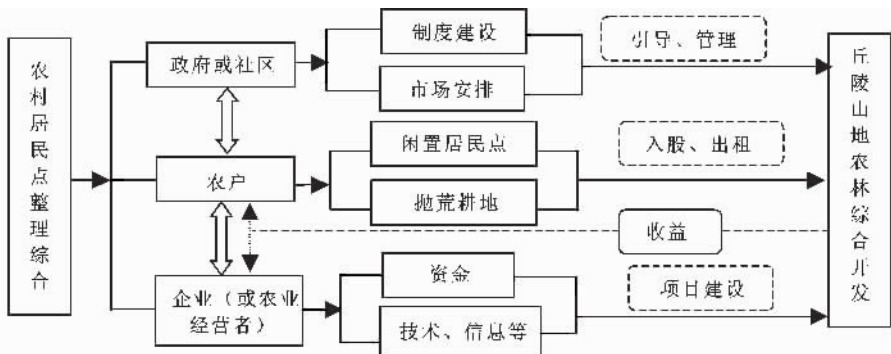 农村居民点整理综合
政府或社区
制度建设
市场安排
引导、管理
农户
闲置居民点
抛荒耕地
入股、出租
收益
企业（或农业
经营者）
资金
技术、信息等
项目建设
丘陵山地农林综合开发